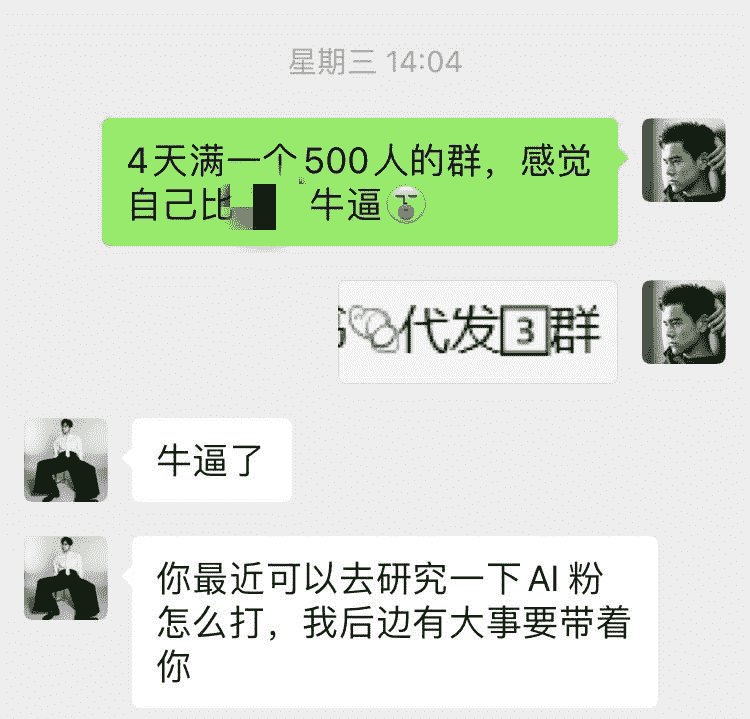 星期三 14:04
4天满一个500人的群，感觉
自己比 牛逼
代发3群
牛逼了
你最近可以去研究一下AI 粉
怎么打，我后边有大事要带着
你